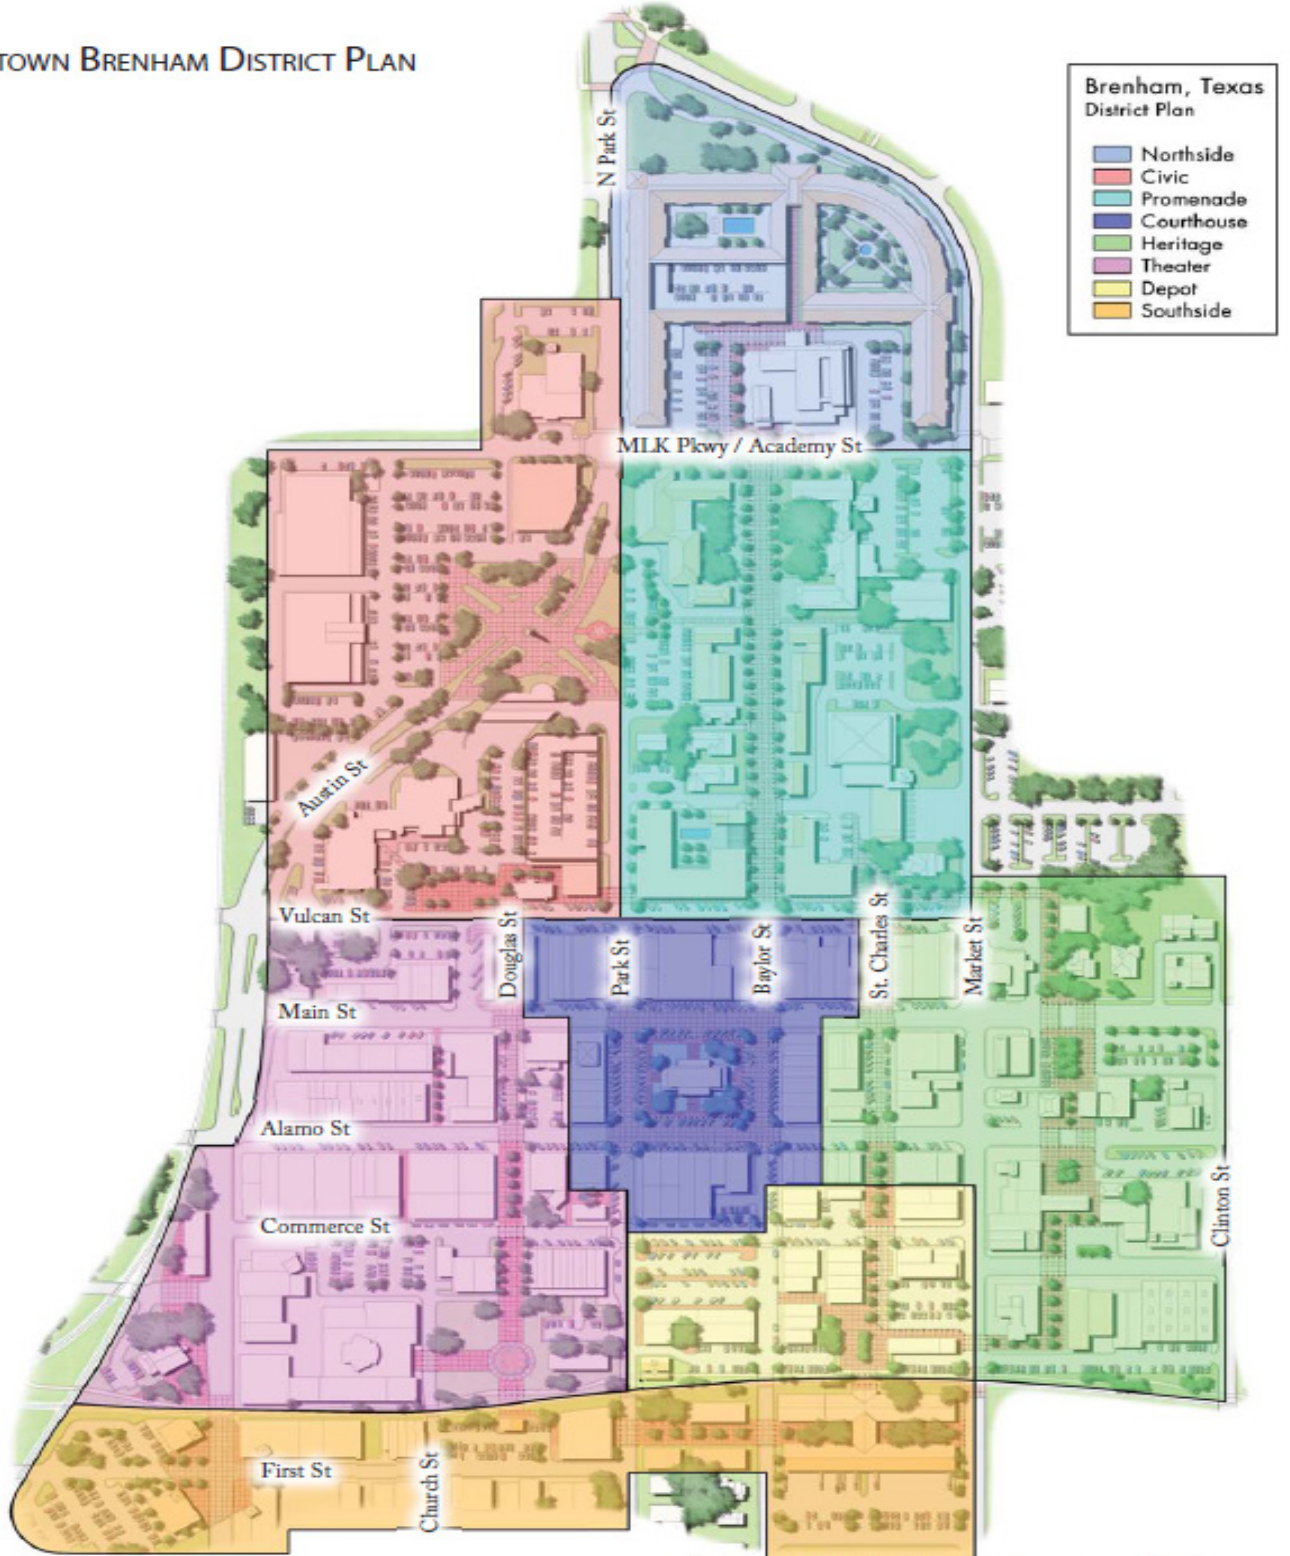 TOWN BRENHAM DISTRICT PLAN
Brenham, Texas
District Plan
Northside
Civic
Promenade
Courthouse
Heritage
Theater
Depot
Southside
N Park St
MLK Pkwy / Academy St
Austin St
Vulcan St
Douglas St
Park St
Baylor St
St. Charles St
Market St
Main St
Alamo St
Commerce St
Clinton St
First St
Church St